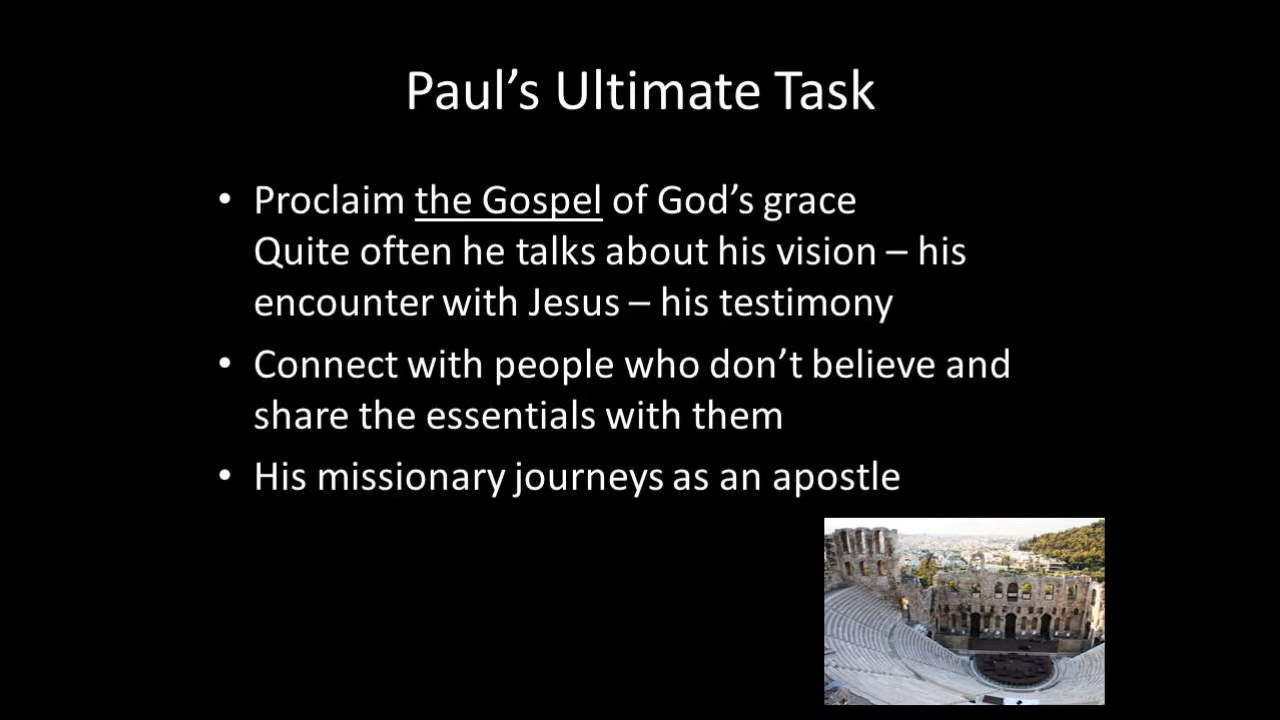 Paul’s Ultimate Task
• Proclaim the Gospel of God’s grace
Quite often he talks about his vision – his
encounter with Jesus – his testimony
• Connect with people who don’t believe and
share the essentials with them
• His missionary journeys as an apostle